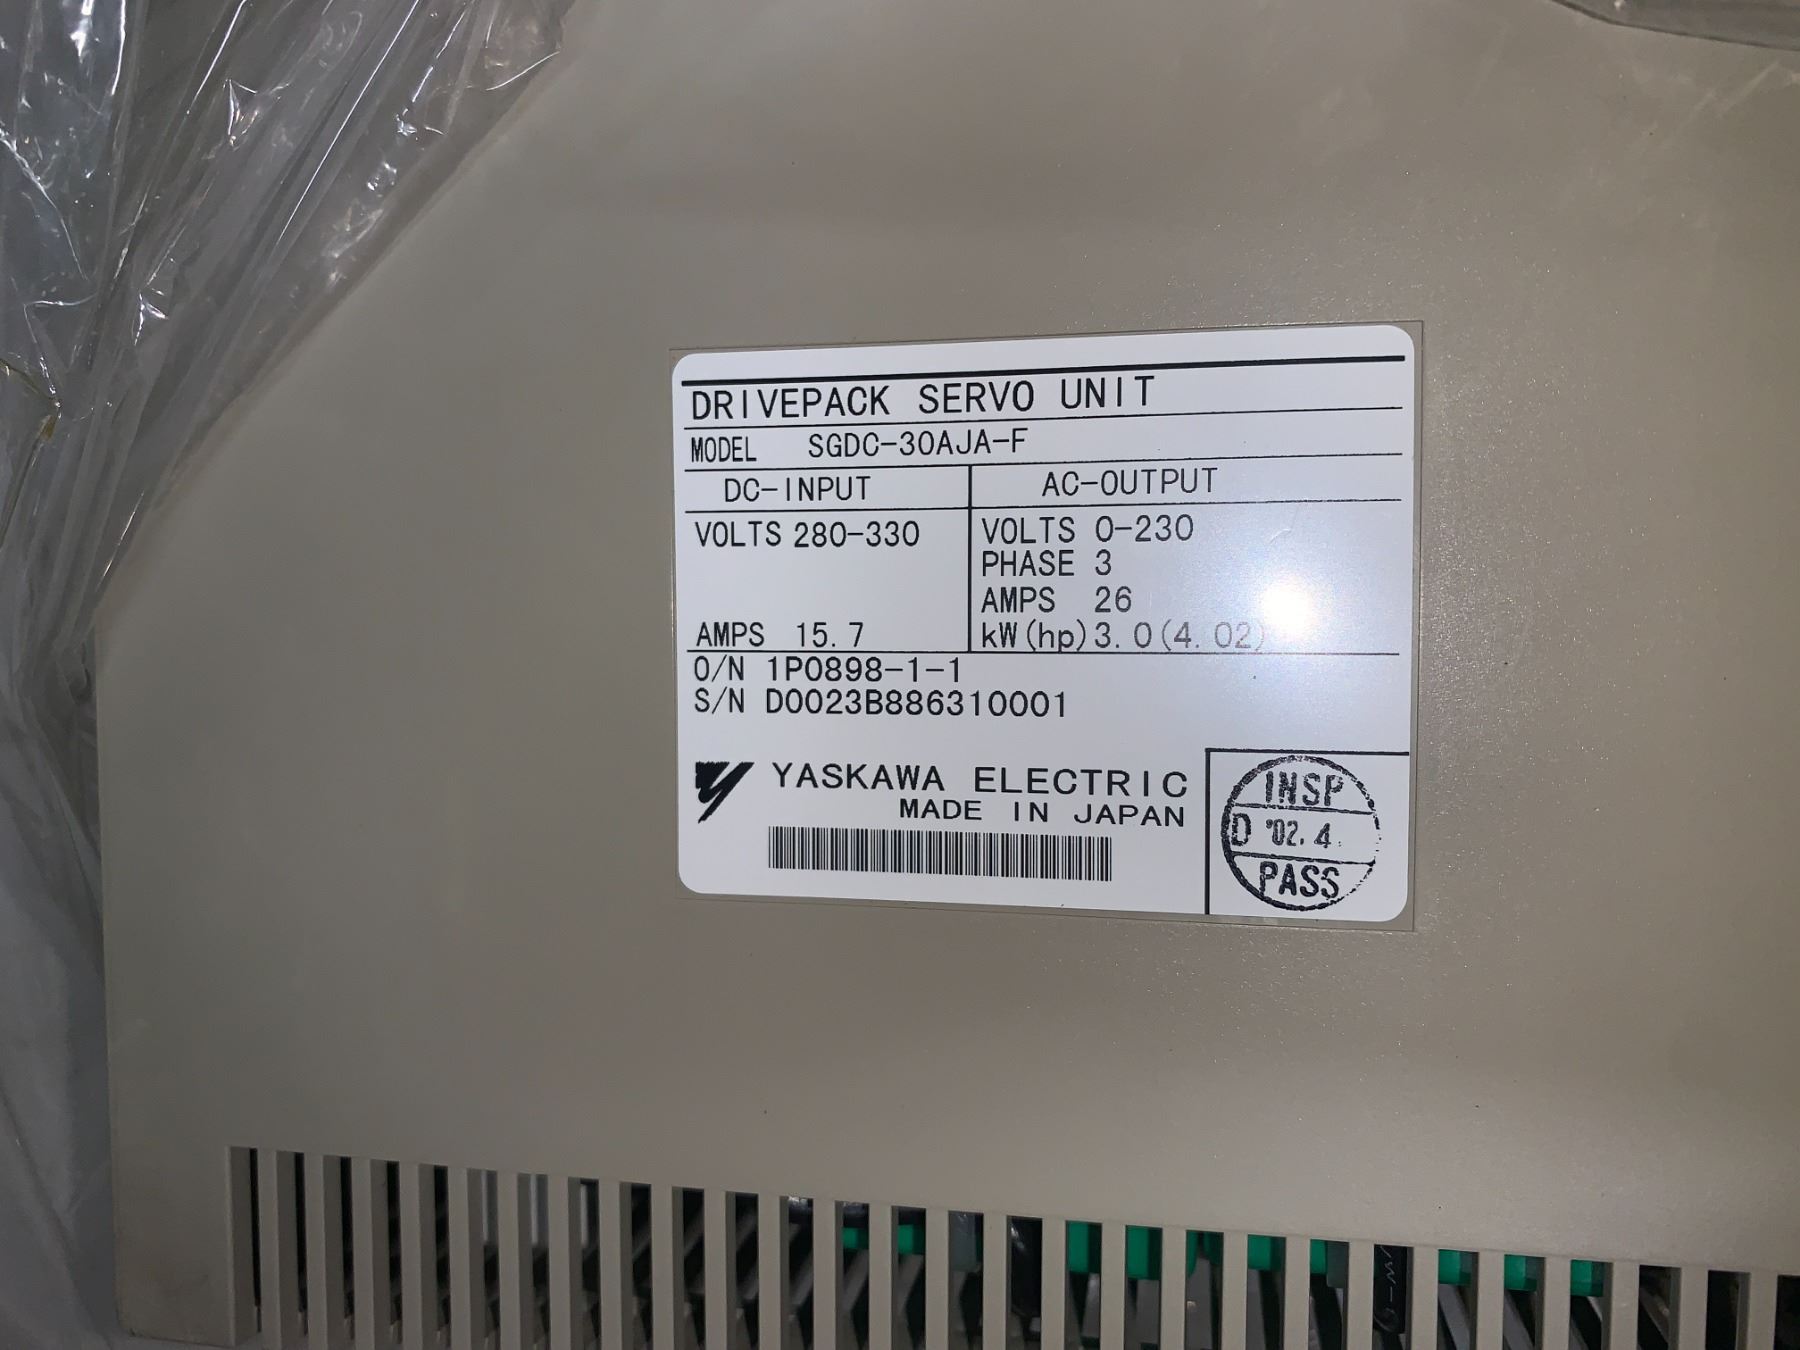 DRIVEPACK SERVO UNIT
MODEL SGDC-30AJA-F
DC-INPUT
AC-OUTPUT
VOLTS 280-330
AMPS 15.7
VOLTS 0-230
PHASE 3
AMPS 26
kW(hp) 3.0(4.02)
O/N 1P0898-1-1
S/N D0023B886310001
YASKAWA ELECTRIC
MADE IN JAPAN
INSP
D '02.4.
PASS